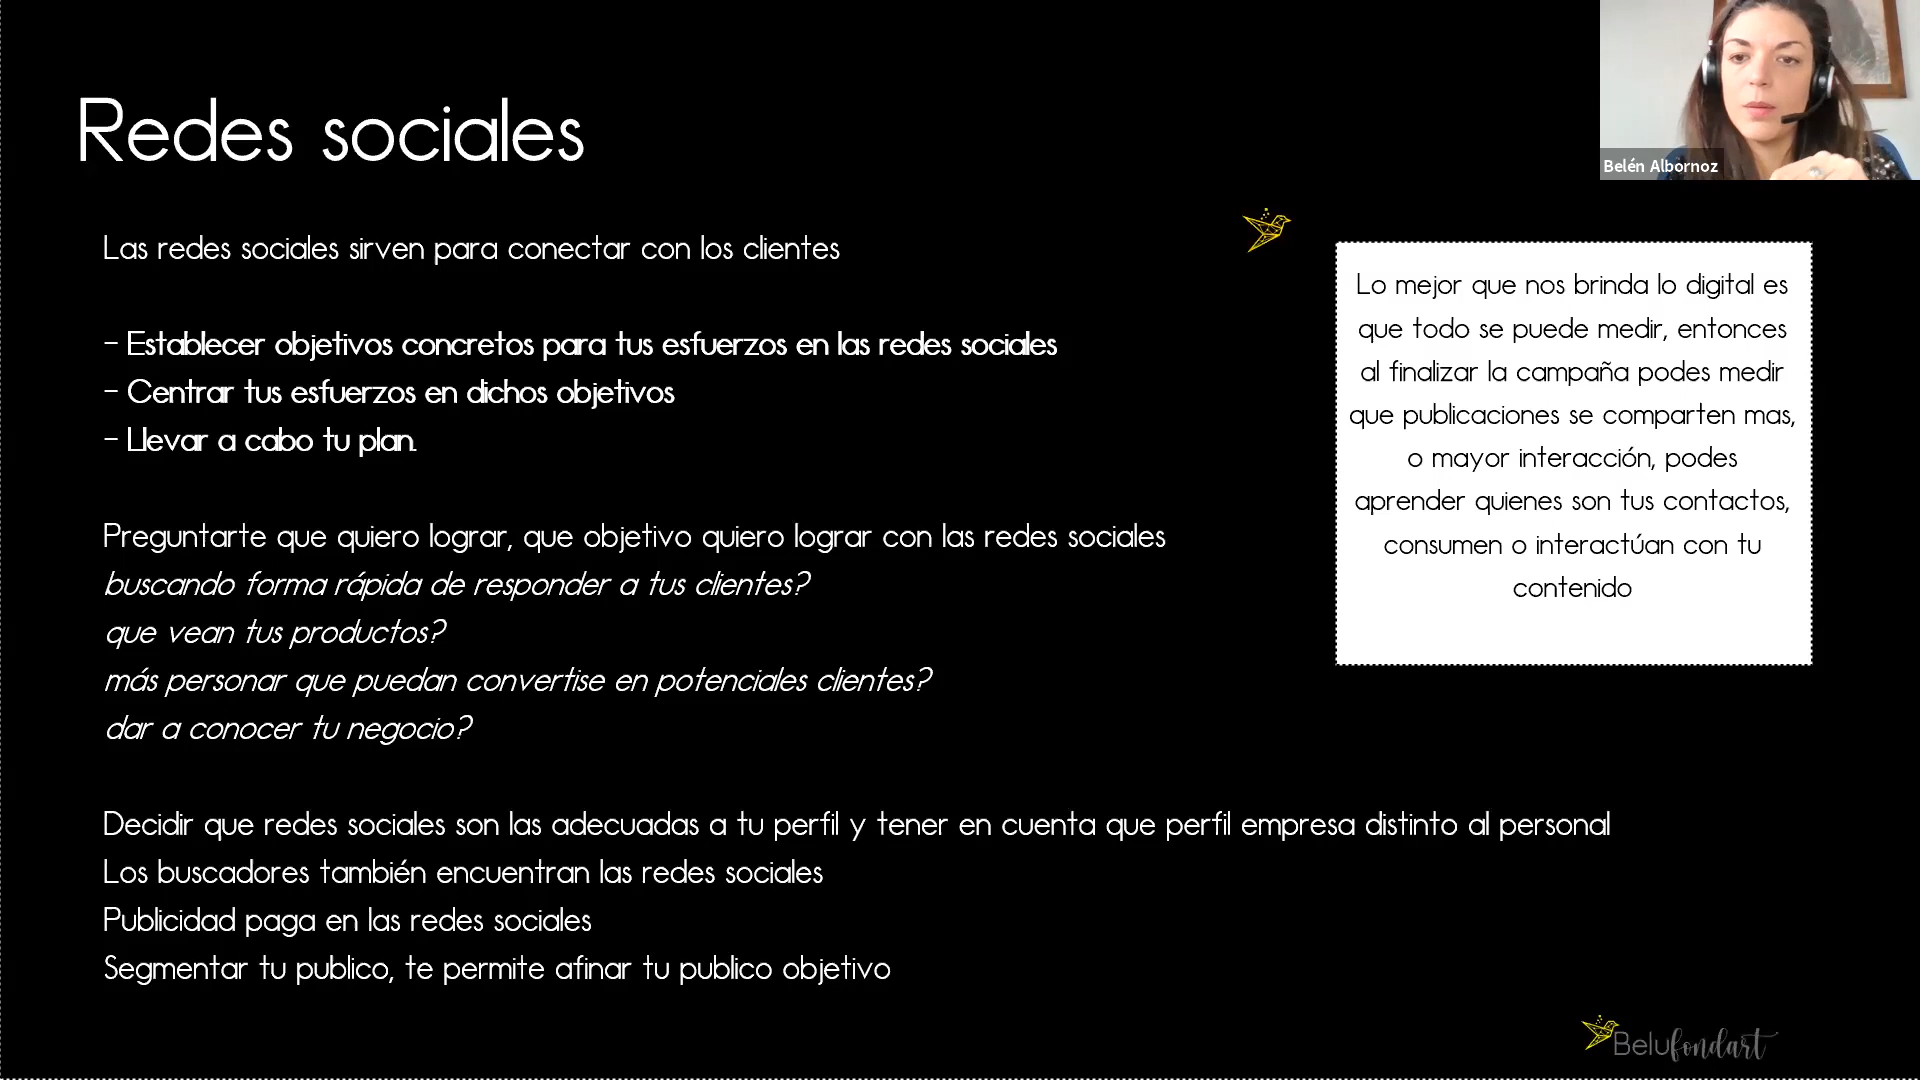 Redes sociales
Belén Albornoz
Las redes sociales sirven para conectar con los clientes
- Establecer objetivos concretos para tus esfuerzos en las redes sociales
- Centrar tus esfuerzos en dichos objetivos
- Llevar a cabo tu plan.
Preguntarte que quiero lograr, que objetivo quiero lograr con las redes sociales
buscando forma rápida de responder a tus clientes?
que vean tus productos?
más personar que puedan convertise en potenciales clientes?
dar a conocer tu negocio?
Decidir que redes sociales son las adecuadas a tu perfil y tener en cuenta que perfil empresa distinto al personal
Los buscadores también encuentran las redes sociales
Publicidad paga en las redes sociales
Segmentar tu publico, te permite afinar tu publico objetivo
Lo mejor que nos brinda lo digital es
que todo se puede medir, entonces
al finalizar la campaña podes medir
que publicaciones se comparten mas,
o mayor interacción, podes
aprender quienes son tus contactos,
consumen o interactúan con tu
contenido
Belufondart